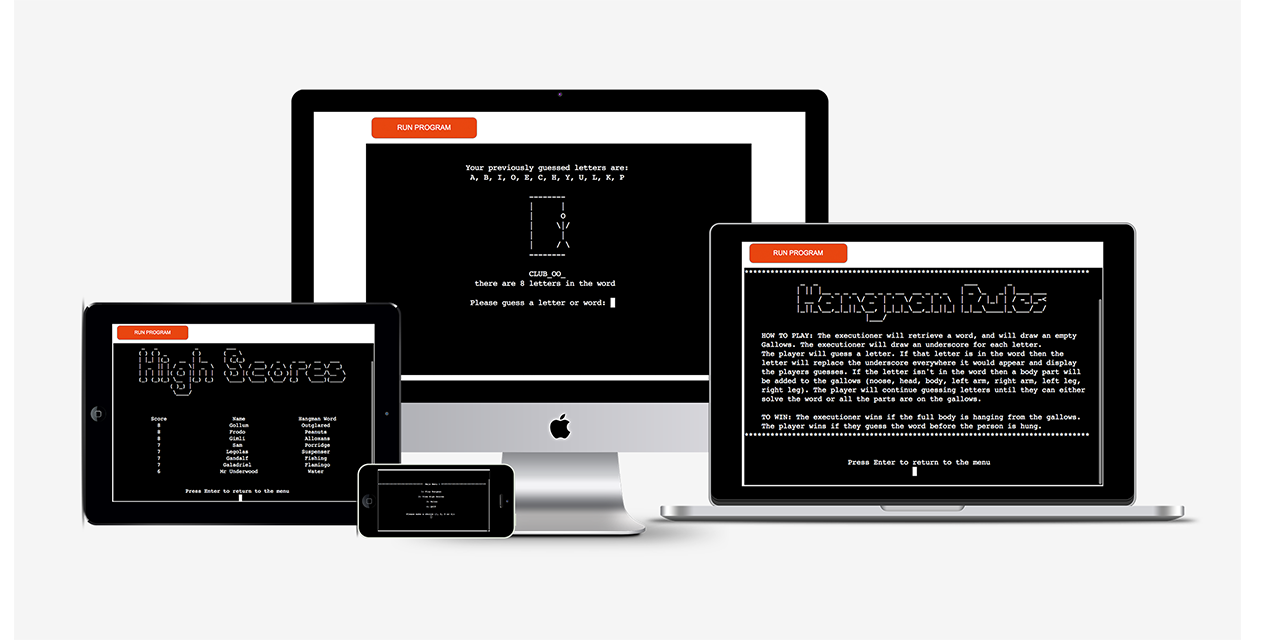 RUN PROGRAM
Your previously guessed letters are:
A, B, I, O, E, C, H, Y, U, L, K, P
CLUB_OO_
there are 8 letters in the word
Please guess a letter or word:
RUN PROGRAM
Hangman Rules
HOW TO PLAY: The executioner will retrieve a word, and will draw an empty
Gallows. The executioner will draw an underscore for each letter.
The player will guess a letter. If that letter is in the word then the
letter will replace the underscore everywhere it would appear and display
the players guesses. If the letter isn't in the word then a body part will
be added to the gallows (noose, head, body, left arm, right arm, left leg,
right leg). The player will continue guessing letters until they can either
solve the word or all the parts are on the gallows.
TO WIN: The executioner wins if the full body is hanging from the gallows.
The player wins if they guess the word before the person is hung.
Press Enter to return to the menu
RUN PROGRAM
High Scores
Score Name Hangman Word
8 Gollum Outglared
8 Frodo Peanuts
8 Gimli Alloxans
7 Sam Porridge
7 Legolas Suspenser
7 Gandalf Fishing
7 Galadriel Flamingo
6 Mr Underwood Water
Press Enter to return to the menu